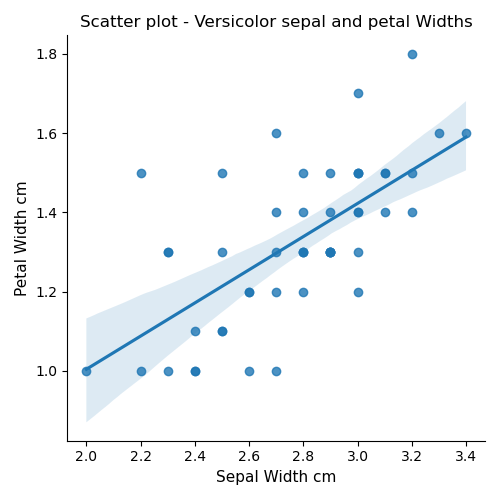 Scatter plot - Versicolor sepal and petal Widths
1.8
1.6
1.4
1.2
1.0
Petal Width cm
2.0 2.2 2.4 2.6 2.8 3.0 3.2 3.4
Sepal Width cm